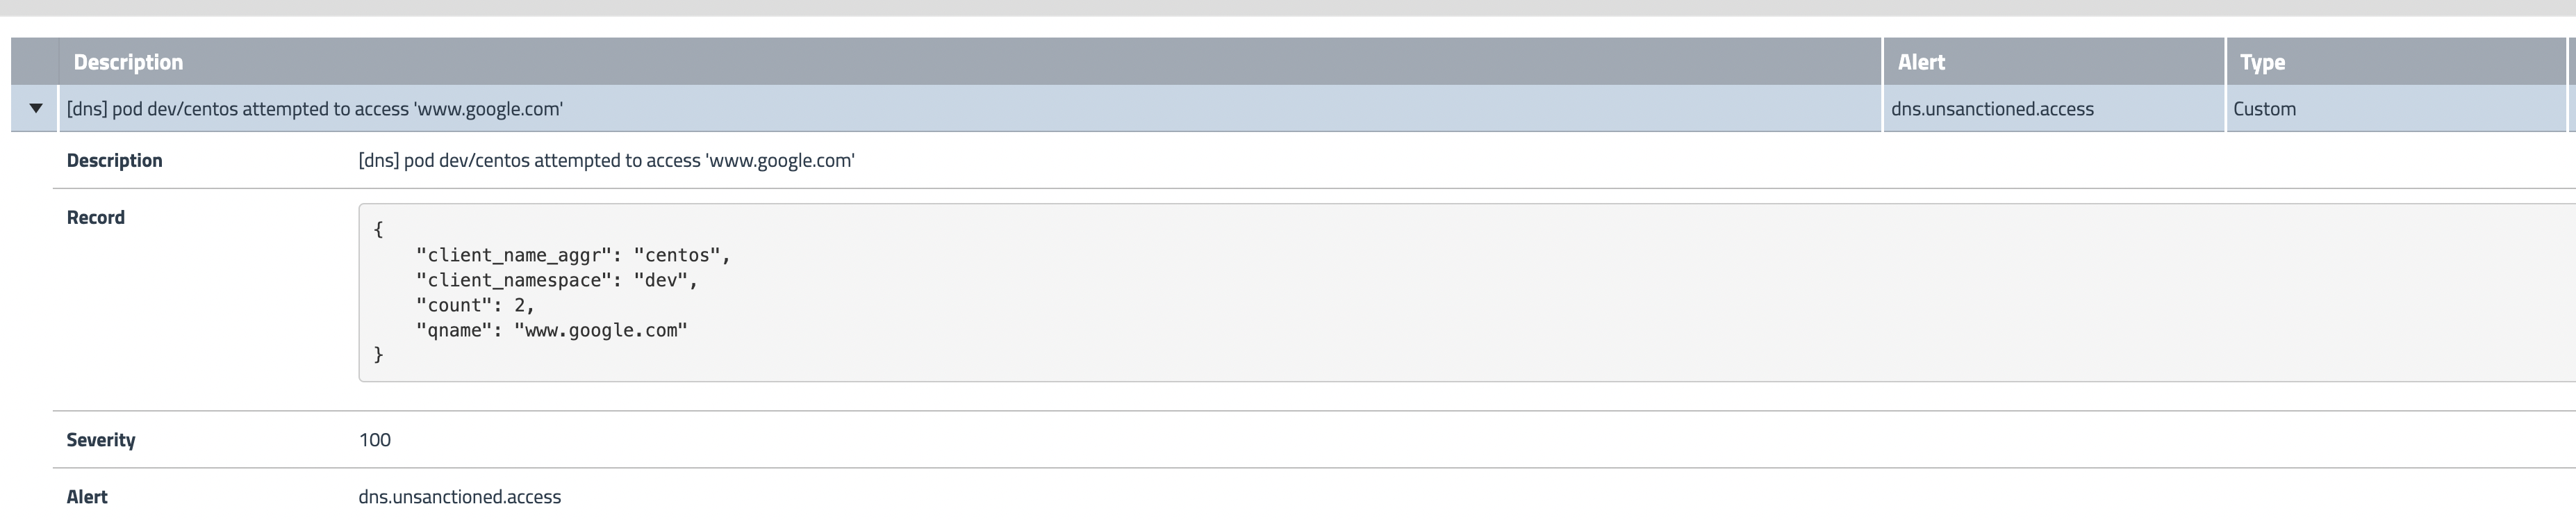 Description Alert Type
[dns] pod dev/centos attempted to access 'www.google.com' dns.unsanctioned.access Custom
Description [dns] pod dev/centos attempted to access 'www.google.com'
Record
{
"client_name_aggr": "centos",
"client_namespace": "dev",
"count": 2,
"qname": "www.google.com"
}
Severity 100
Alert dns.unsanctioned.access